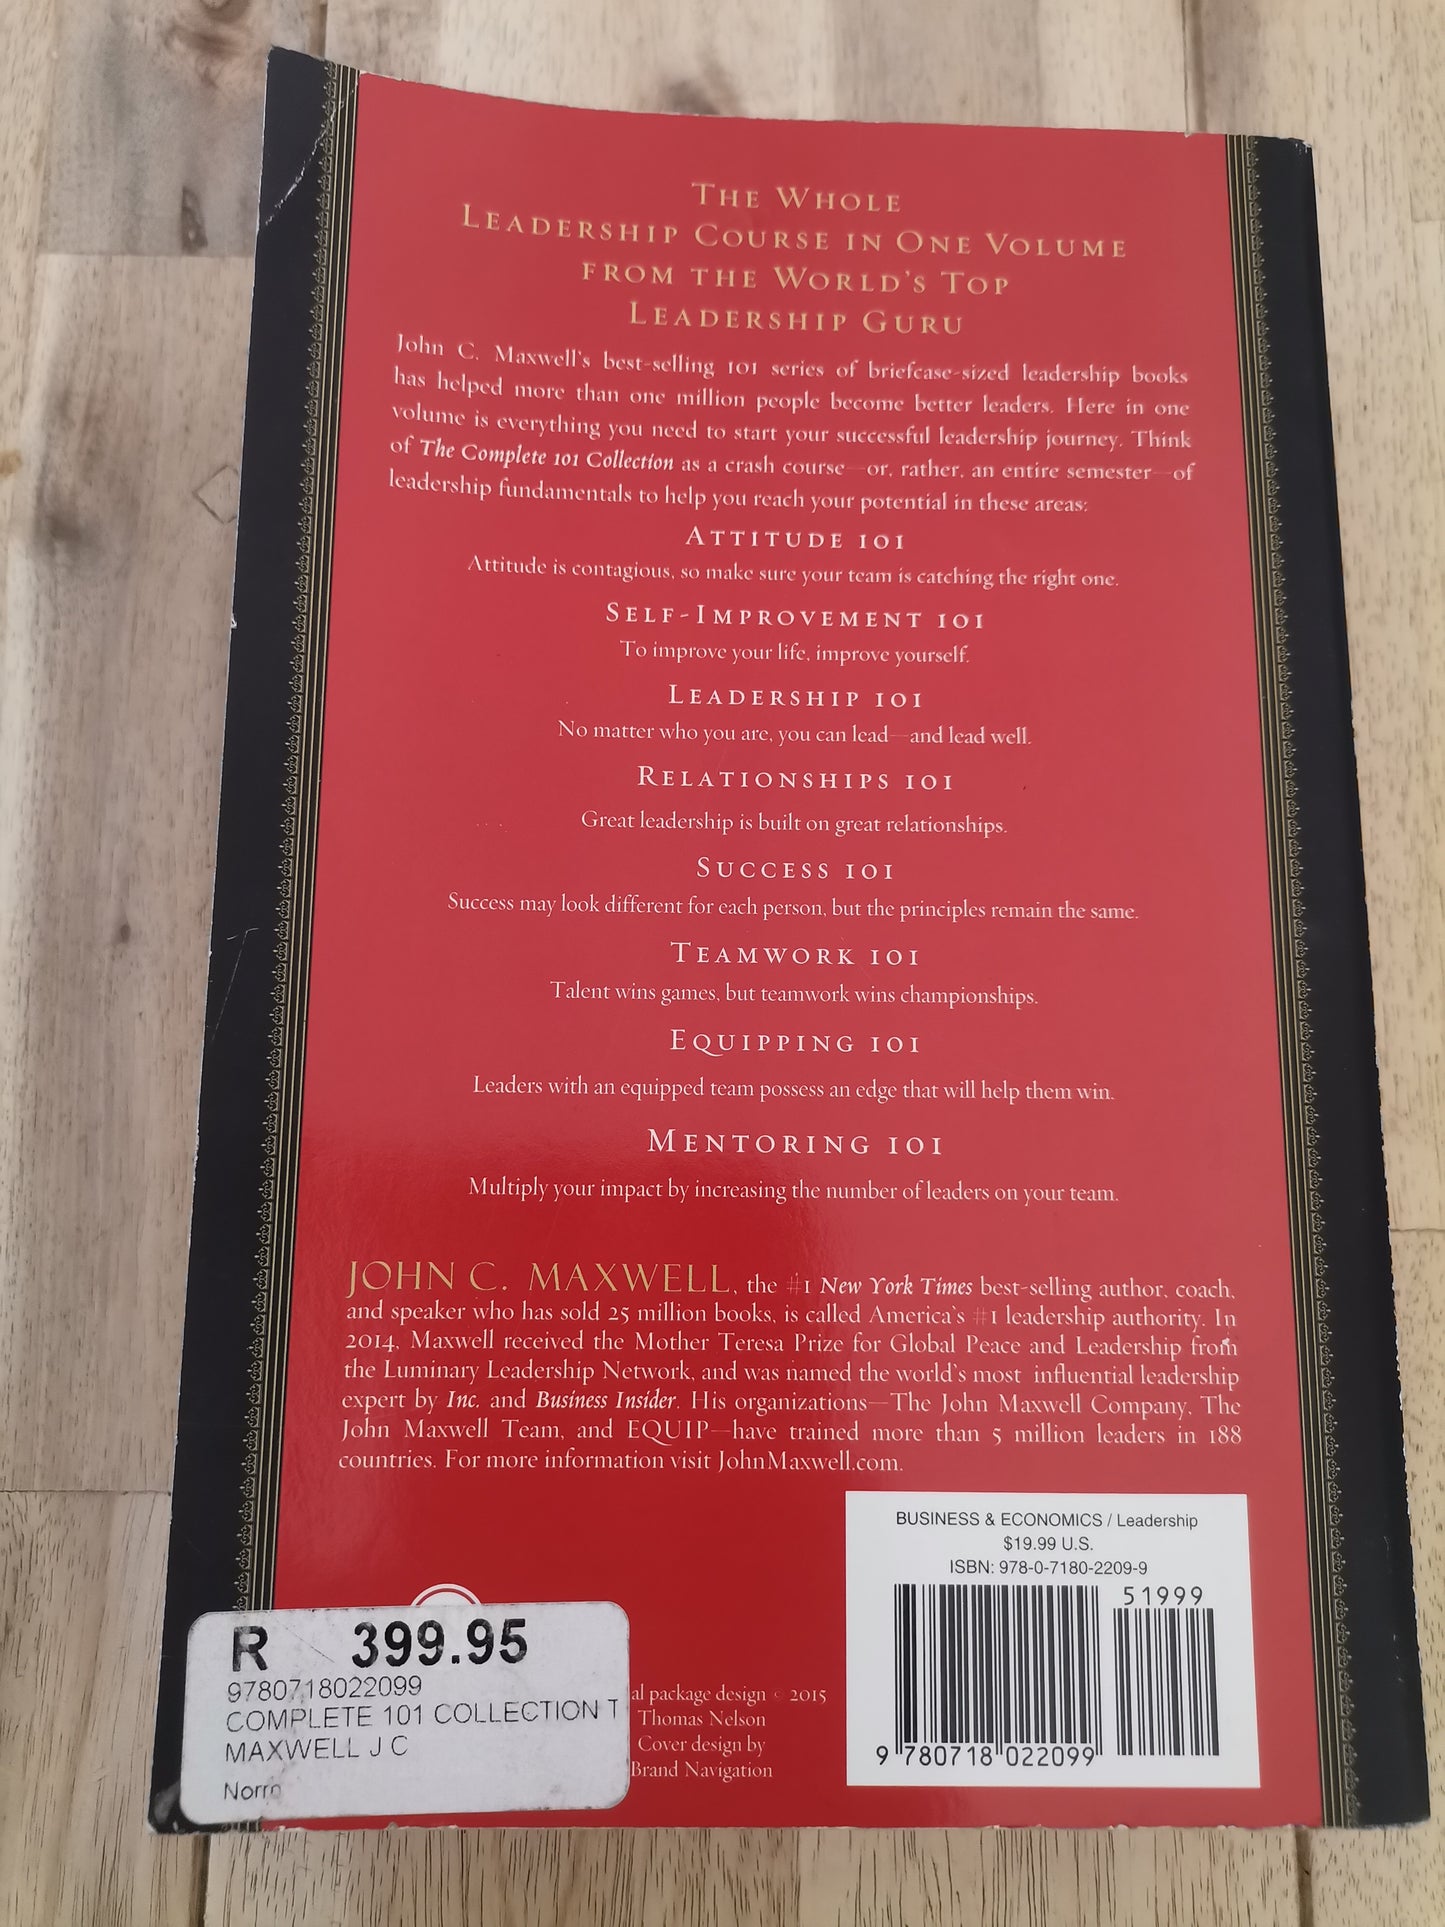 THE WHOLE
LEADERSHIP COURSE IN ONE VOLUME
FROM THE WORLD'S TOP
LEADERSHIP GURU
John C. Maxwell's best-selling 101 series of briefcase-sized leadership books
has helped more than one million people become better leaders. Here in one
volume is everything you need to start your successful leadership journey. Think
of The Complete 101 Collection as a crash course—or, rather, an entire semester—of
leadership fundamentals to help you reach your potential in these areas:
ATTITUDE 101
Attitude is contagious, so make sure your team is catching the right one.
SELF-IMPROVEMENT 101
To improve your life, improve yourself.
LEADERSHIP 101
No matter who you are, you can lead—and lead well.
RELATIONSHIPS 101
Great leadership is built on great relationships.
SUCCESS 101
Success may look different for each person, but the principles remain the same.
TEAMWORK 101
Talent wins games, but teamwork wins championships.
EQUIPPING 101
Leaders with an equipped team possess an edge that will help them win.
MENTORING 101
Multiply your impact by increasing the number of leaders on your team.
JOHN C. MAXWELL, the #1 New York Times best-selling author, coach,
and speaker who has sold 25 million books, is called America's #1 leadership authority. In
2014, Maxwell received the Mother Teresa Prize for Global Peace and Leadership from
the Luminary Leadership Network, and was named the world's most influential leadership
expert by Inc. and Business Insider. His organizations—The John Maxwell Company, The
John Maxwell Team, and EQUIP—have trained more than 5 million leaders in 188
countries. For more information visit JohnMaxwell.com.
BUSINESS & ECONOMICS / Leadership
$19.99 U.S.
ISBN: 978-0-7180-2209-9
51999
9 780718 022099
R 399.95
9780718022099
COMPLETE 101 COLLECTION T
MAXWELL J C
al package design © 2015
Thomas Nelson
Cover design by
Brand Navigation